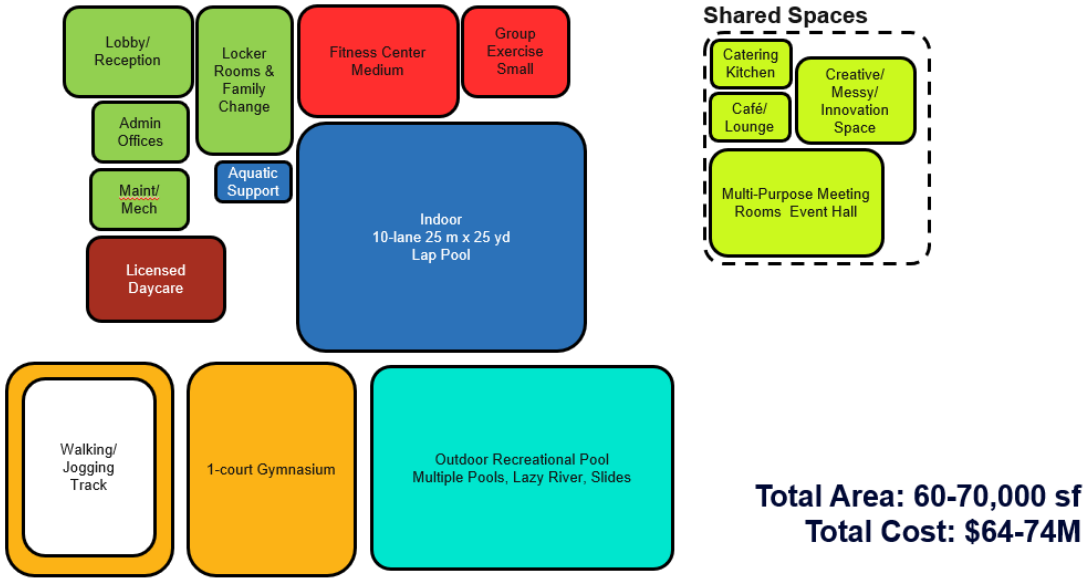 Shared Spaces
Lobby/
Reception
Locker
Rooms &
Family
Change
Fitness Center
Medium
Group
Exercise
Small
Catering
Kitchen
Creative/
Messy/
Innovation
Space
Café/
Lounge
Admin
Offices
Aquatic
Support
Maint/
Mech
Multi-Purpose Meeting
Rooms  Event Hall
Indoor
10-lane 25 m x 25 yd
Lap Pool
Licensed
Daycare
Walking/
Jogging
Track
1-court Gymnasium
Outdoor Recreational Pool
Multiple Pools, Lazy River, Slides
Total Area: 60-70,000 sf
Total Cost: $64-74M